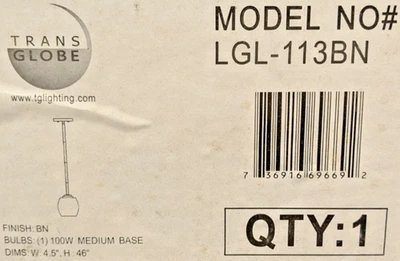 TRANS
GLOBE
www.tglighting.com
MODEL NO#
LGL-113BN
7 36916 69669 2
FINISH: BN
BULBS: (1) 100W MEDIUM BASE
DIMS: W 4.5", H: 46"
QTY:1